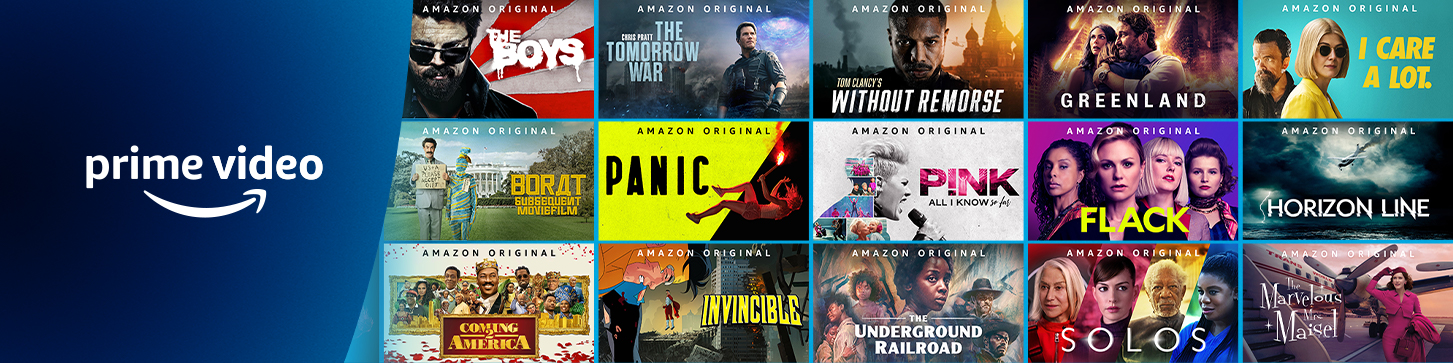 prime video
AMAZON ORIGINAL
THE
BOYS
AMAZON ORIGINAL
CHRIS PRATT
THE
TOMORROW
WAR
AMAZON ORIGINAL
TOM CLANCY'S
WITHOUT REMORSE
AMAZON ORIGINAL
GREENLAND
AMAZON ORIGINAL
I CARE
A LOT.
AMAZON ORIGINAL
BORAT
SUBSEQUENT
MOVIEFILM
AMAZON ORIGINAL
PANIC
AMAZON ORIGINAL
P!NK
ALL I KNOW so far
AMAZON ORIGINAL
FLACK
AMAZON ORIGINAL
HORIZON LINE
AMAZON ORIGINAL
COMING
2
AMERICA
AMAZON ORIGINAL
INVINCIBLE
AMAZON ORIGINAL
THE
UNDERGROUND
RAILROAD
AMAZON ORIGINAL
SOLOS
AMAZON ORIGINAL
The
Marvelous
Mrs.
Maisel